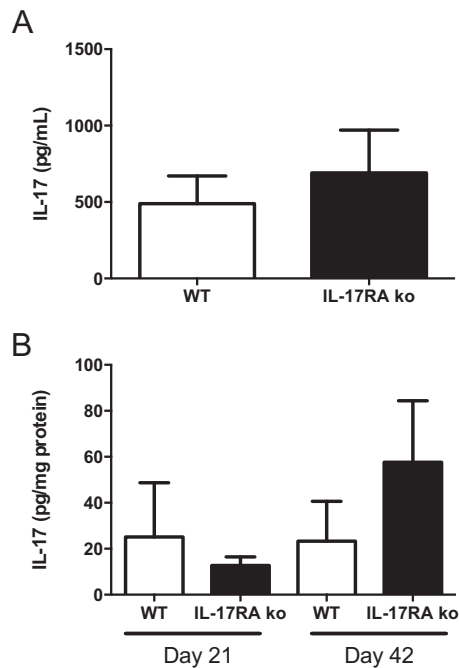 A
IL-17 (pg/mL)
1500
1000
500
0
WT IL-17RA ko
B
IL-17 (pg/mg protein)
100
80
60
40
20
0
WT IL-17RA ko WT IL-17RA ko
Day 21 Day 42